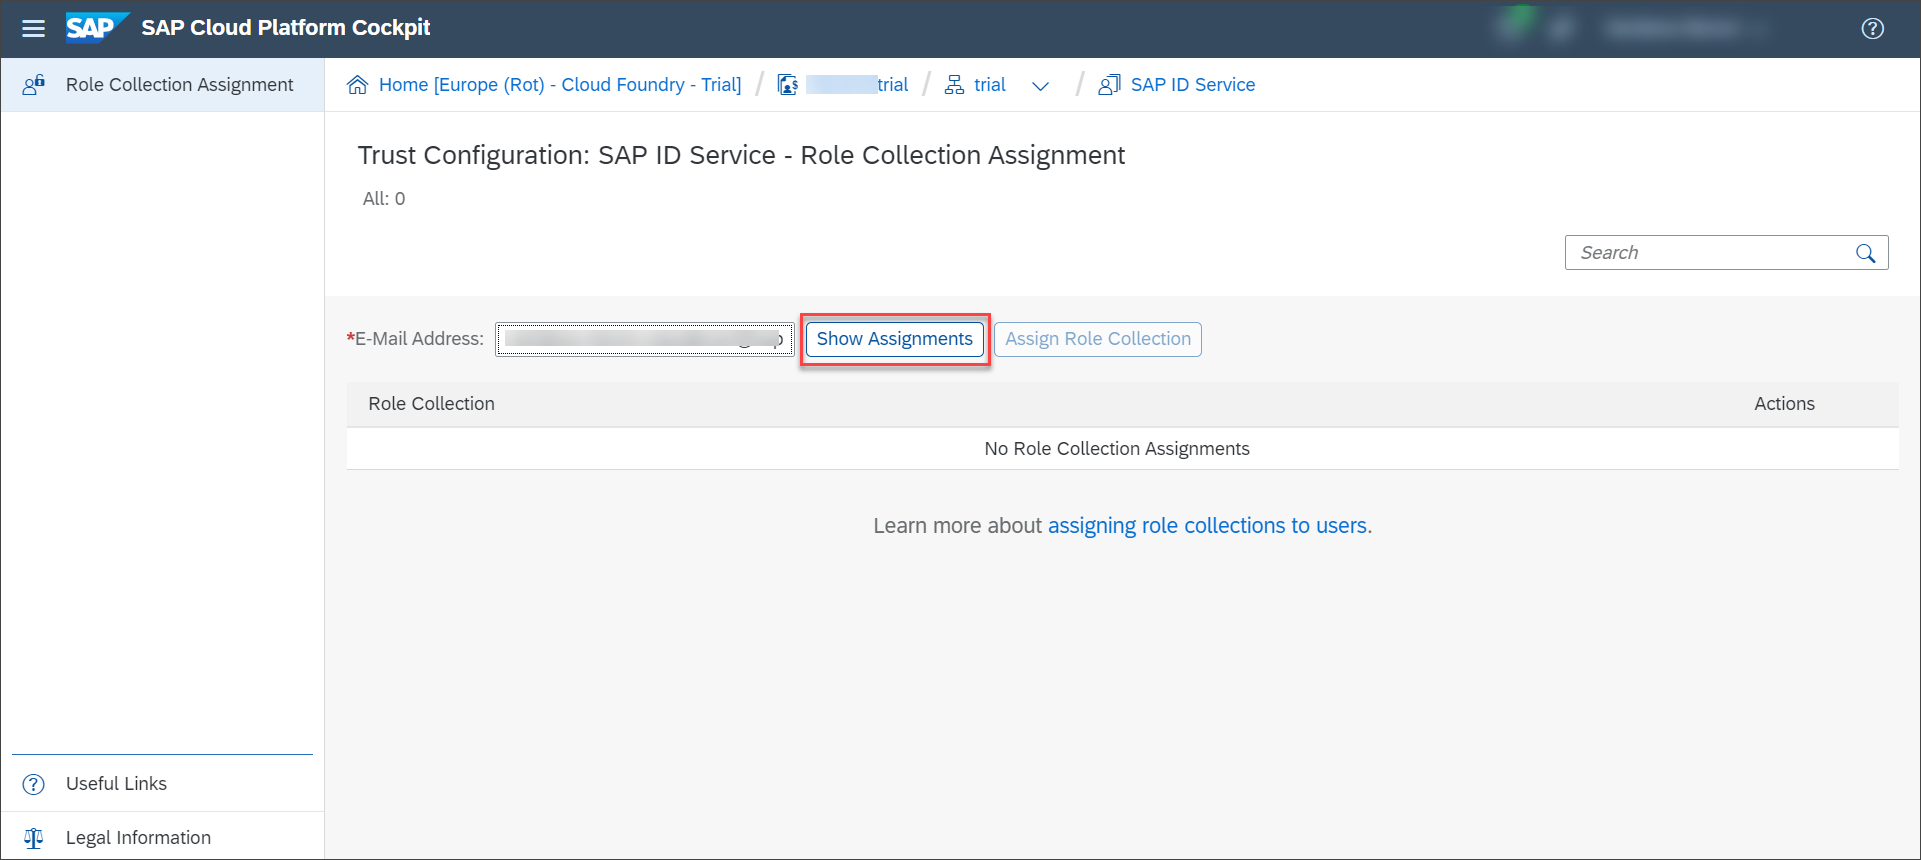 SAP SAP Cloud Platform Cockpit
Role Collection Assignment
Home [Europe (Rot) - Cloud Foundry - Trial] / trial / trial / SAP ID Service
Trust Configuration: SAP ID Service - Role Collection Assignment
All: 0
Search
*E-Mail Address: Show Assignments Assign Role Collection
Role Collection Actions
No Role Collection Assignments
Learn more about assigning role collections to users.
Useful Links
Legal Information